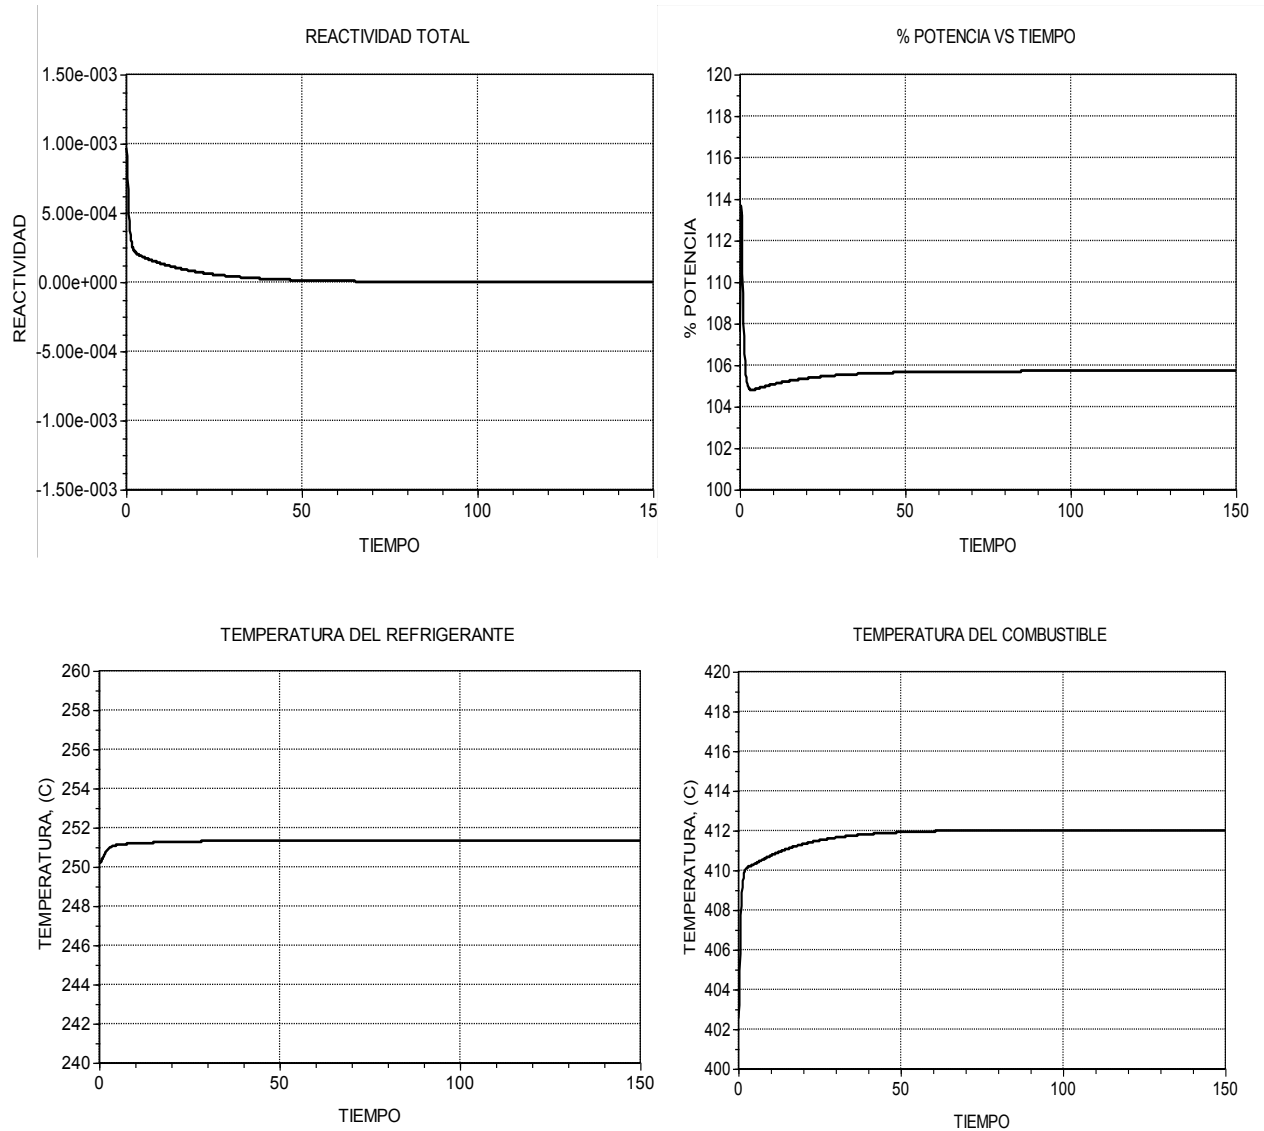 REACTIVIDAD TOTAL
1.50e-003
1.00e-003
5.00e-004
0.00e+000
-5.00e-004
-1.00e-003
-1.50e-003
REACTIVIDAD
0
50
100
15
TIEMPO
% POTENCIA VS TIEMPO
120
118
116
114
112
110
108
106
104
102
100
% POTENCIA
0
50
100
150
TIEMPO
TEMPERATURA DEL REFRIGERANTE
260
258
256
254
252
250
248
246
244
242
240
TEMPERATURA, (C)
0
50
100
150
TIEMPO
TEMPERATURA DEL COMBUSTIBLE
420
418
416
414
412
410
408
406
404
402
400
TEMPERATURA, (C)
0
50
100
150
TIEMPO